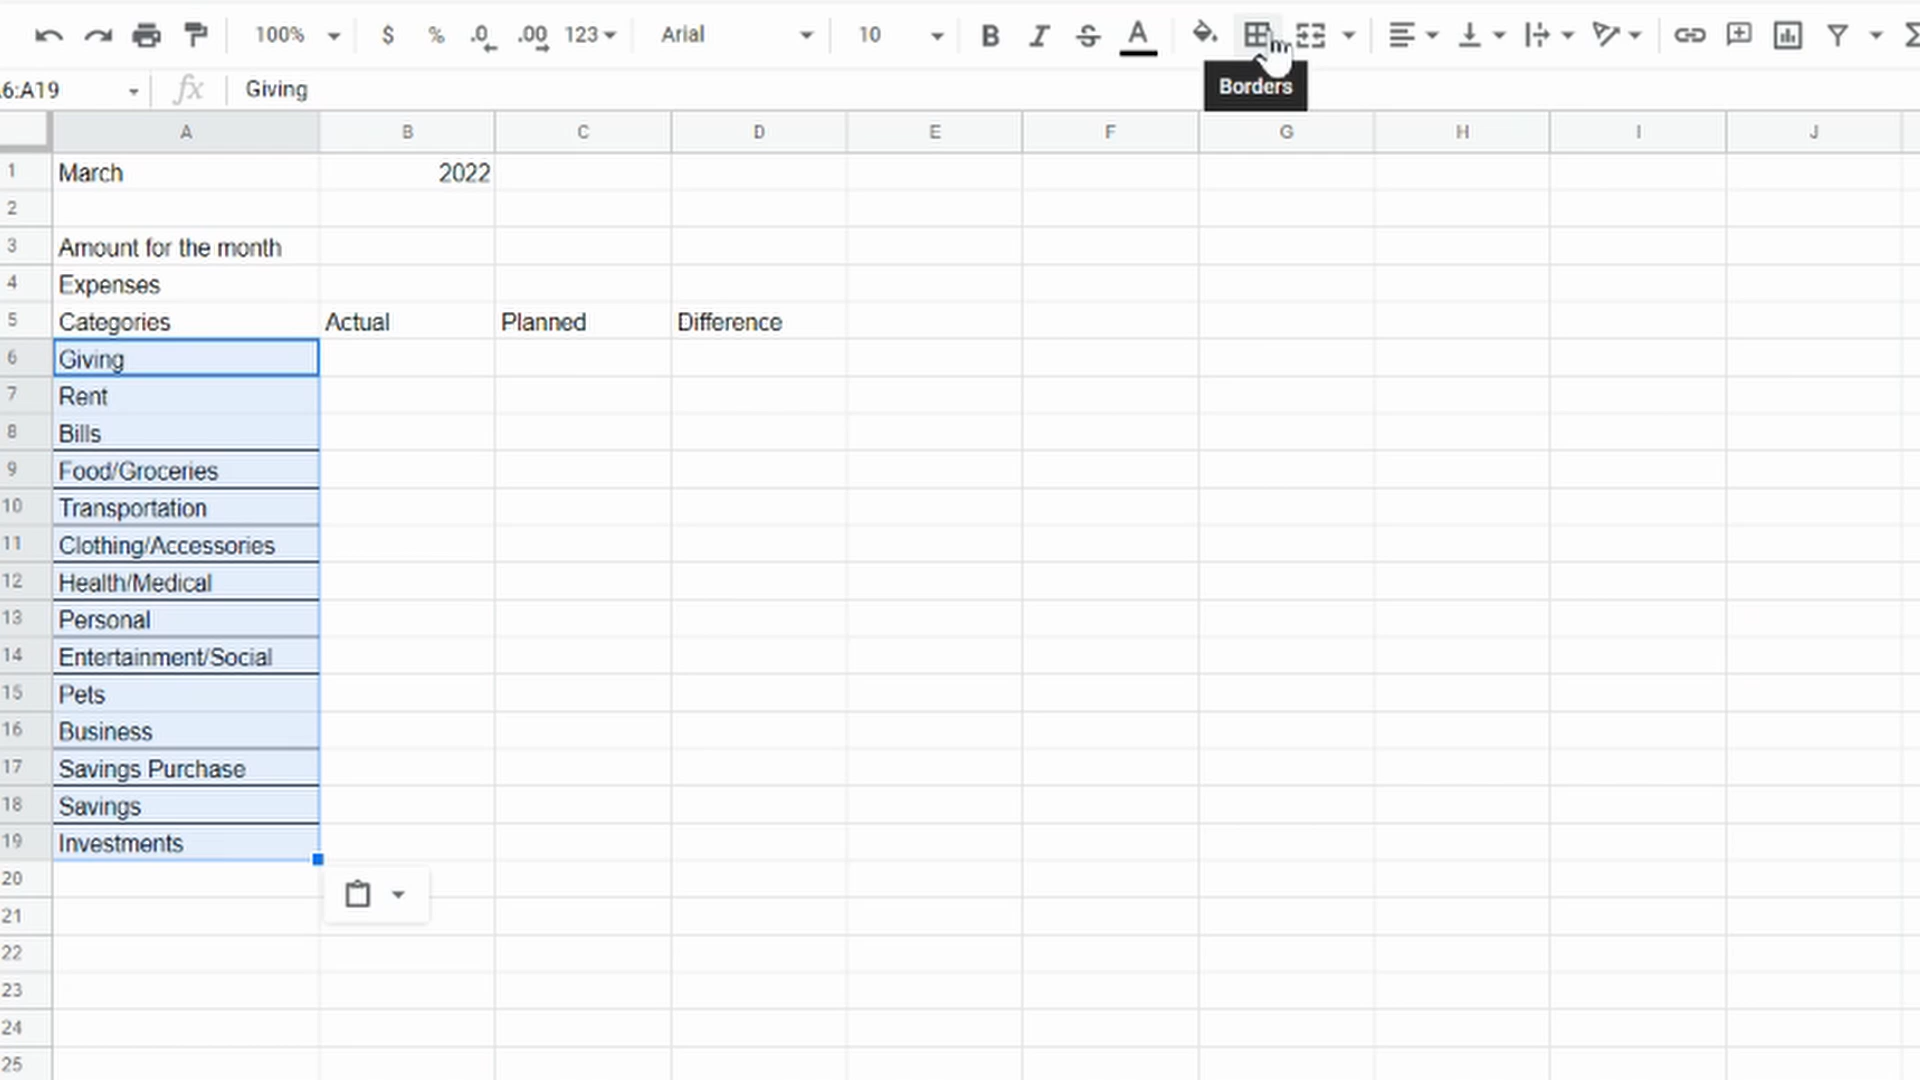 100% $ % .0 .00 123 Arial 10 B I S A
6:A19 fx Giving
Borders
A B C D E F G H I J
1 March 2022
2
3 Amount for the month
4 Expenses
5 Categories Actual Planned Difference
6 Giving
7 Rent
8 Bills
9 Food/Groceries
10 Transportation
11 Clothing/Accessories
12 Health/Medical
13 Personal
14 Entertainment/Social
15 Pets
16 Business
17 Savings Purchase
18 Savings
19 Investments
20
21
22
23
24
25